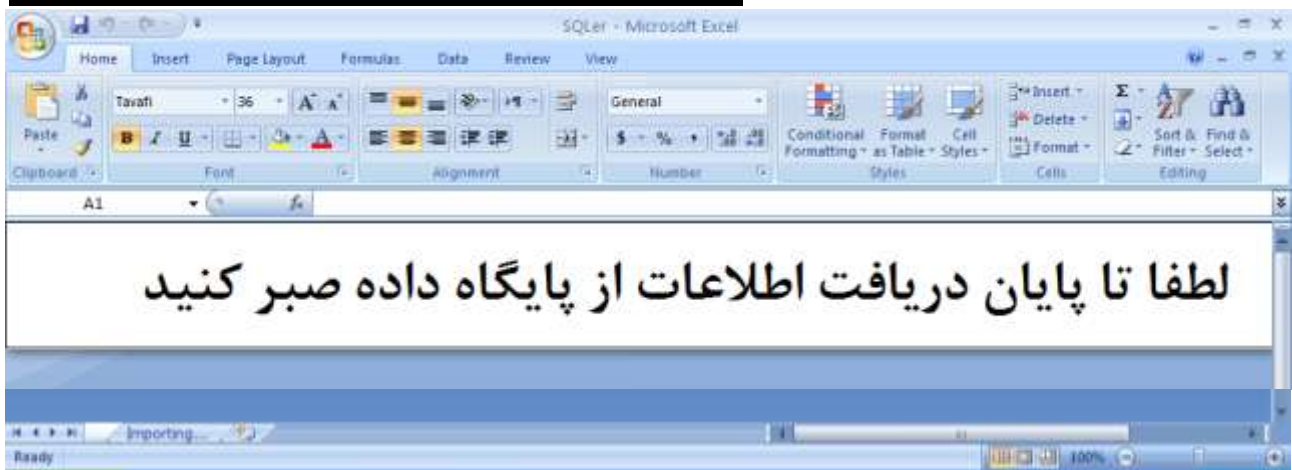 SQLer - Microsoft Excel
Home Insert Page Layout Formulas Data Review View
Tavafi 36 General
Paste
B I U $ % Conditional Formatting Format as Table Cell Styles Insert Delete Format Σ Sort & Filter Find & Select
Clipboard Font Alignment Number Styles Cells Editing
A1 fx
لطفا تا پایان دریافت اطلاعات از پایگاه داده صبر کنید
Importing...
Ready 100%